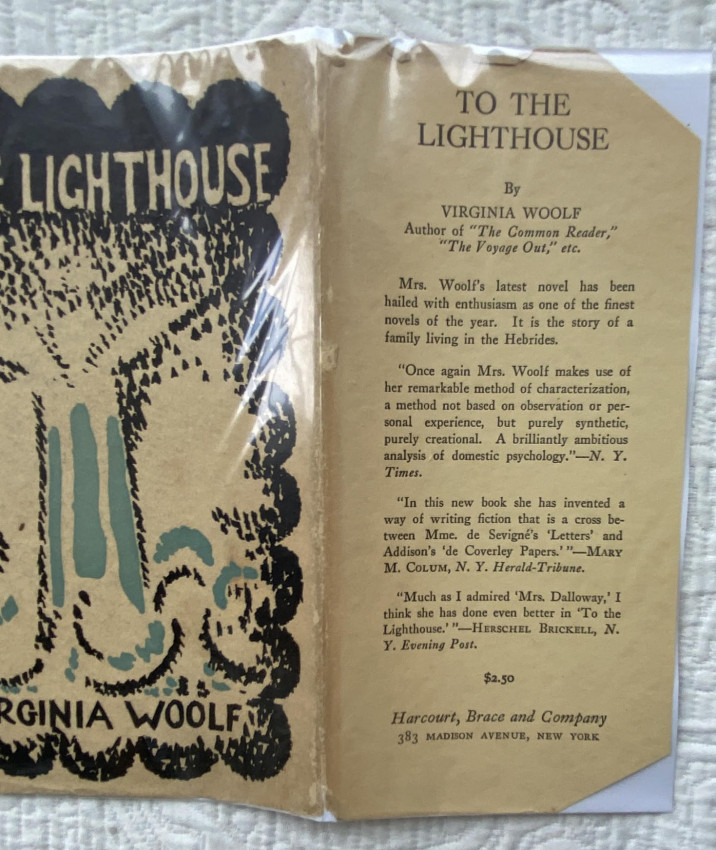 LIGHTHOUSE
RGINIA WOOLF
TO THE
LIGHTHOUSE
By
VIRGINIA WOOLF
Author of "The Common Reader,"
"The Voyage Out," etc.
Mrs. Woolf's latest novel has been
hailed with enthusiasm as one of the finest
novels of the year. It is the story of a
family living in the Hebrides.
"Once again Mrs. Woolf makes use of
her remarkable method of characterization,
a method not based on observation or per-
sonal experience, but purely synthetic,
purely creational. A brilliantly ambitious
analysis of domestic psychology."—N. Y.
Times.
"In this new book she has invented a
way of writing fiction that is a cross be-
tween Mme. de Sevigné's 'Letters' and
Addison's 'de Coverley Papers.' "—MARY
M. COLUM, N. Y. Herald-Tribune.
"Much as I admired 'Mrs. Dalloway,' I
think she has done even better in 'To the
Lighthouse.' "—HERSCHEL BRICKELL, N.
Y. Evening Post.
$2.50
Harcourt, Brace and Company
383 MADISON AVENUE, NEW YORK